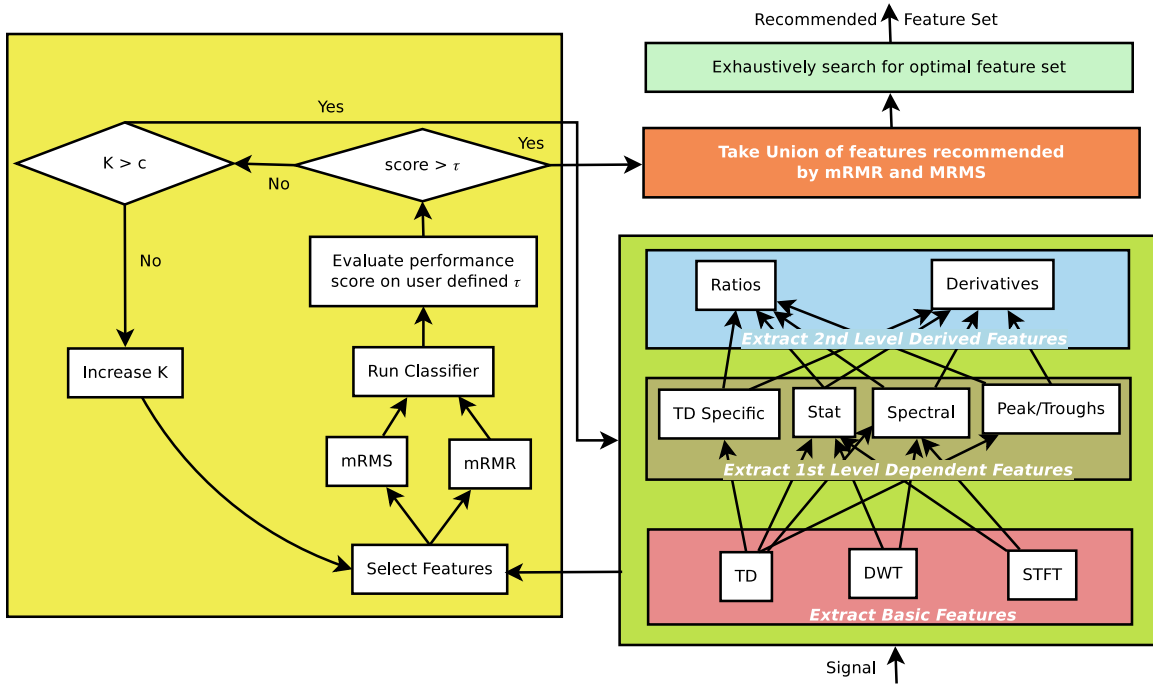 Recommended Feature Set
Exhaustively search for optimal feature set
Yes
Yes
K > c
score > τ
Take Union of features recommended
by mRMR and MRMS
No
No
Evaluate performance
score on user defined τ
Ratios
Derivatives
Extract 2nd Level Derived Features
Increase K
Run Classifier
TD Specific
Stat
Spectral
Peak/Troughs
mRMS
mRMR
Extract 1st Level Dependent Features
Select Features
TD
DWT
STFT
Extract Basic Features
Signal